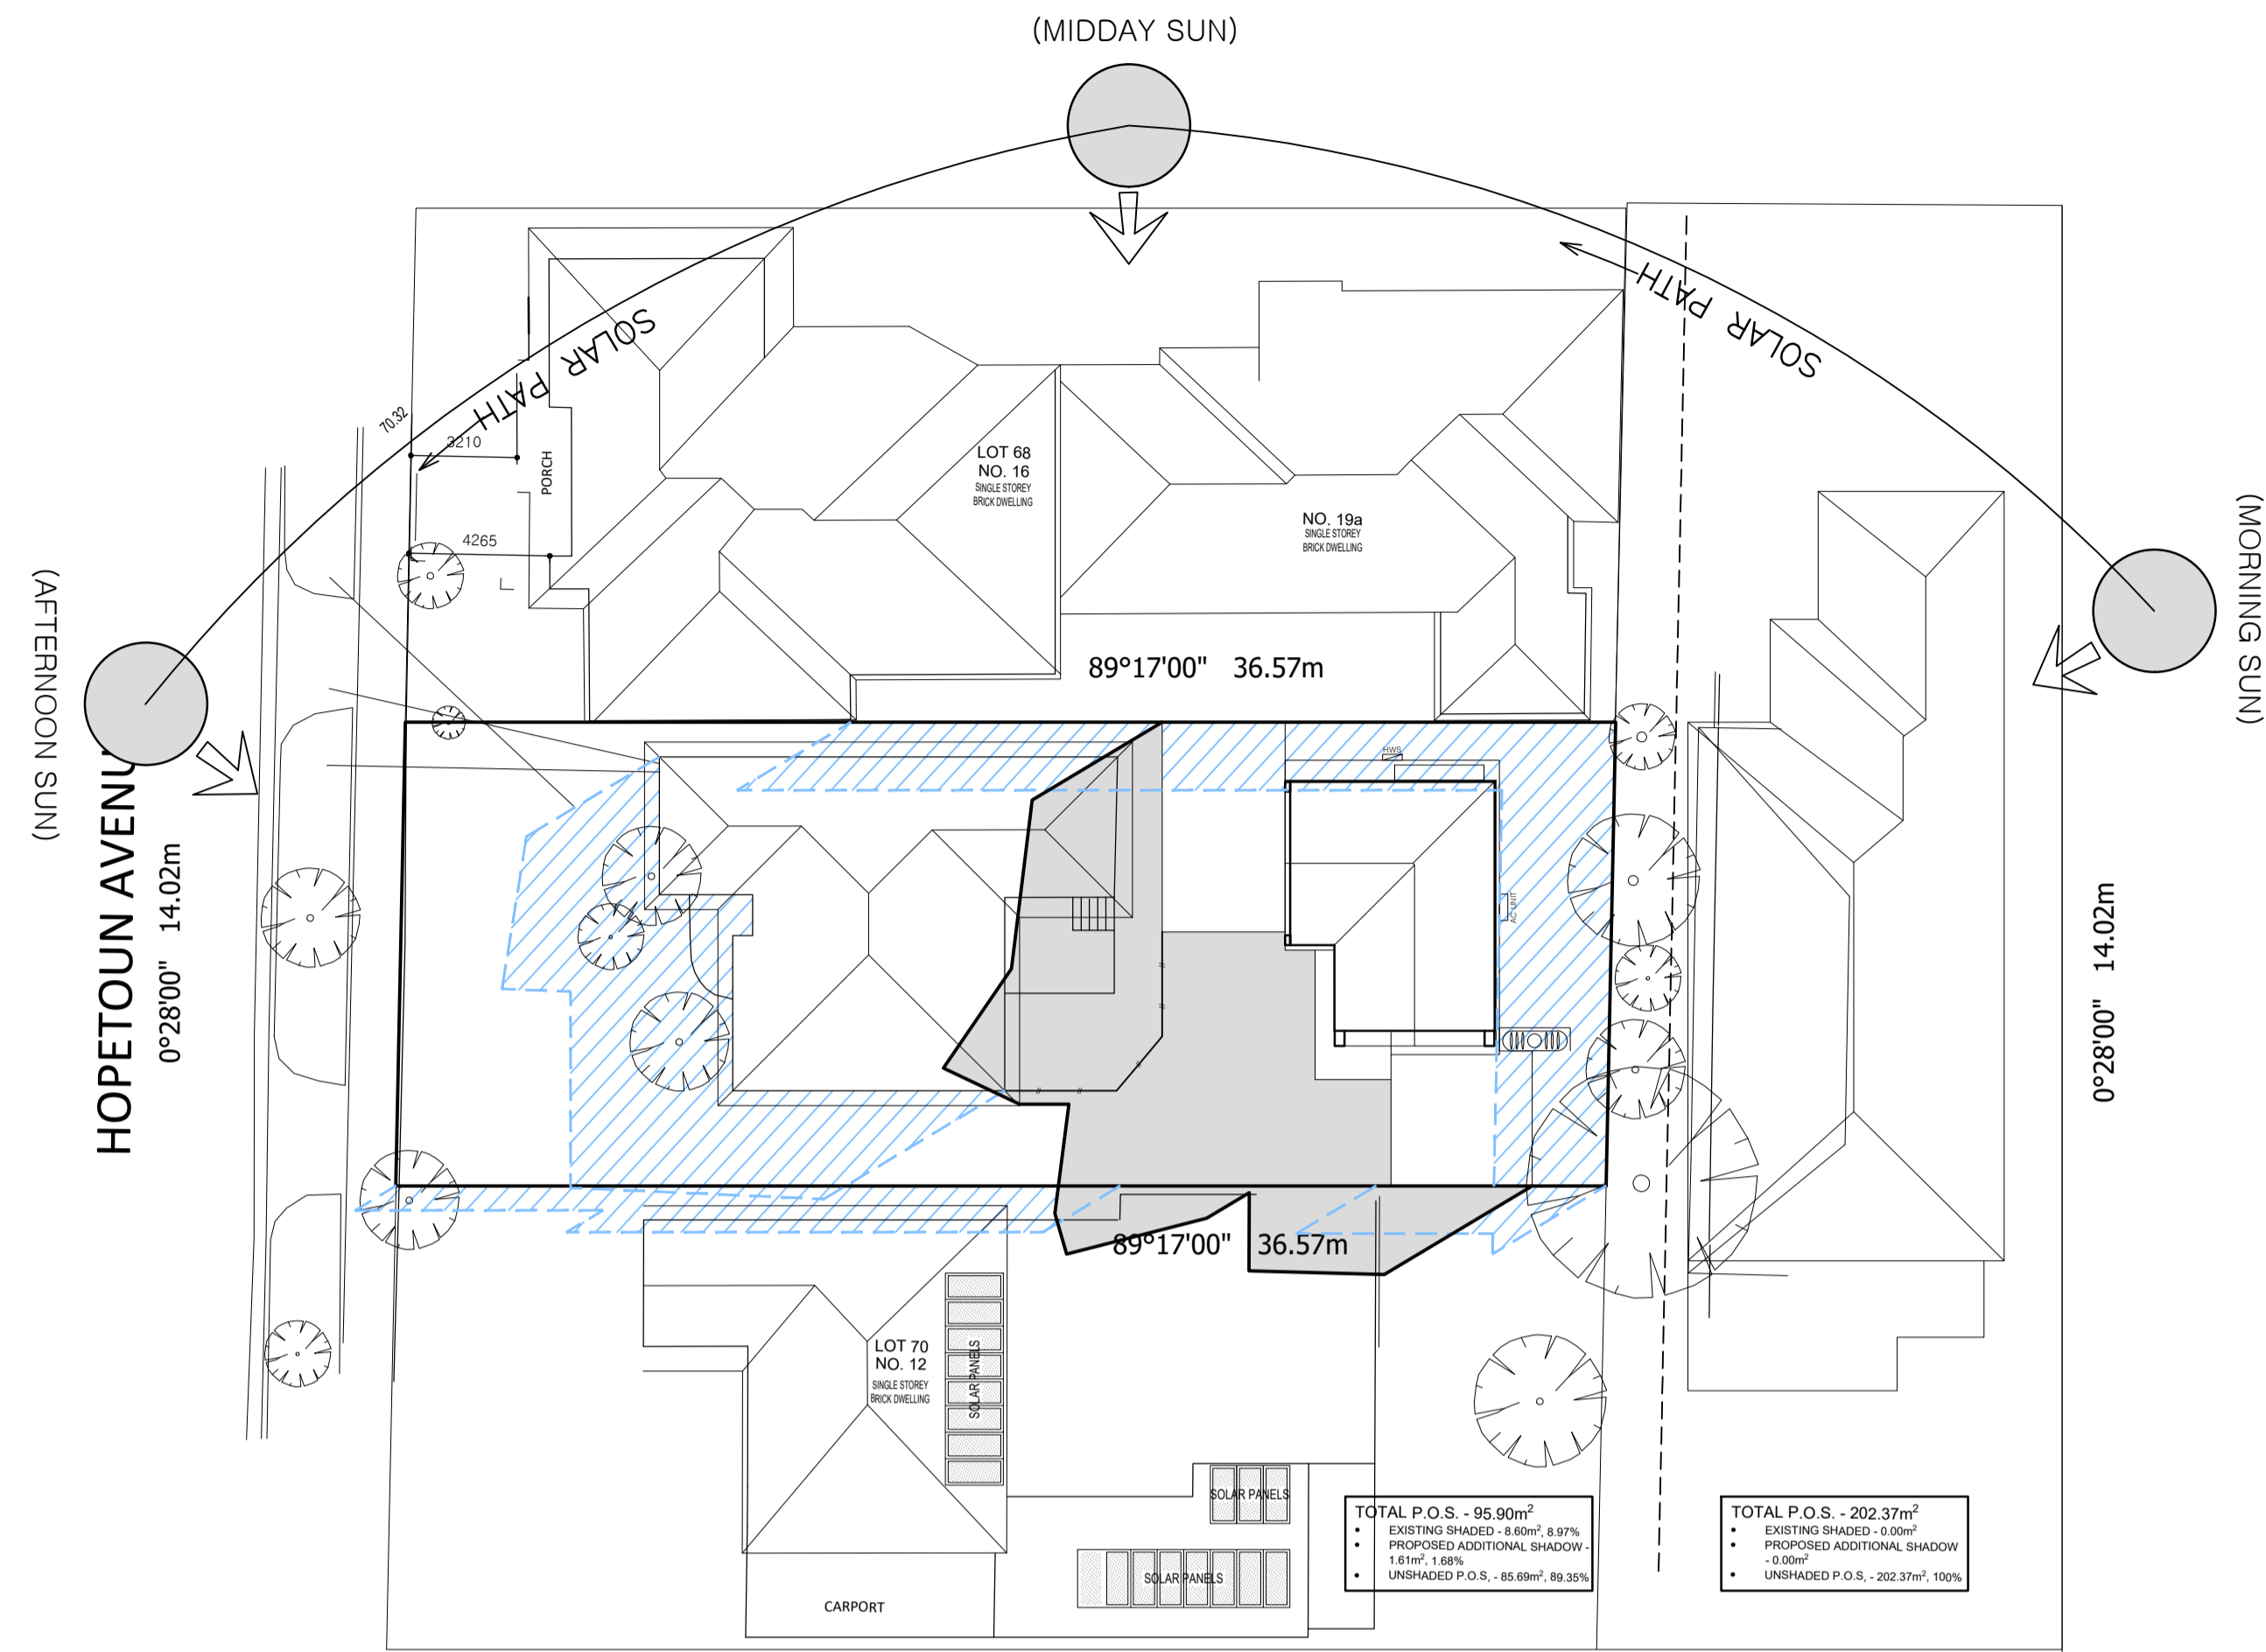 (MIDDAY SUN)
SOLAR PATH
SOLAR PATH
(MORNING SUN)
(AFTERNOON SUN)
70.32
3210
PORCH
4265
LOT 68
NO. 16
SINGLE STOREY
BRICK DWELLING
NO. 19a
SINGLE STOREY
BRICK DWELLING
89°17'00" 36.57m
HWS
AC UNIT
HOPETOUN AVENU
0°28'00" 14.02m
0°28'00" 14.02m
89°17'00" 36.57m
LOT 70
NO. 12
SINGLE STOREY
BRICK DWELLING
SOLAR PANELS
SOLAR PANELS
SOLAR PANELS
CARPORT
TOTAL P.O.S. - 95.90m²
• EXISTING SHADED - 8.60m², 8.97%
• PROPOSED ADDITIONAL SHADOW -
1.61m², 1.68%
• UNSHADED P.O.S, - 85.69m², 89.35%
TOTAL P.O.S. - 202.37m²
• EXISTING SHADED - 0.00m²
• PROPOSED ADDITIONAL SHADOW
- 0.00m²
• UNSHADED P.O.S, - 202.37m², 100%